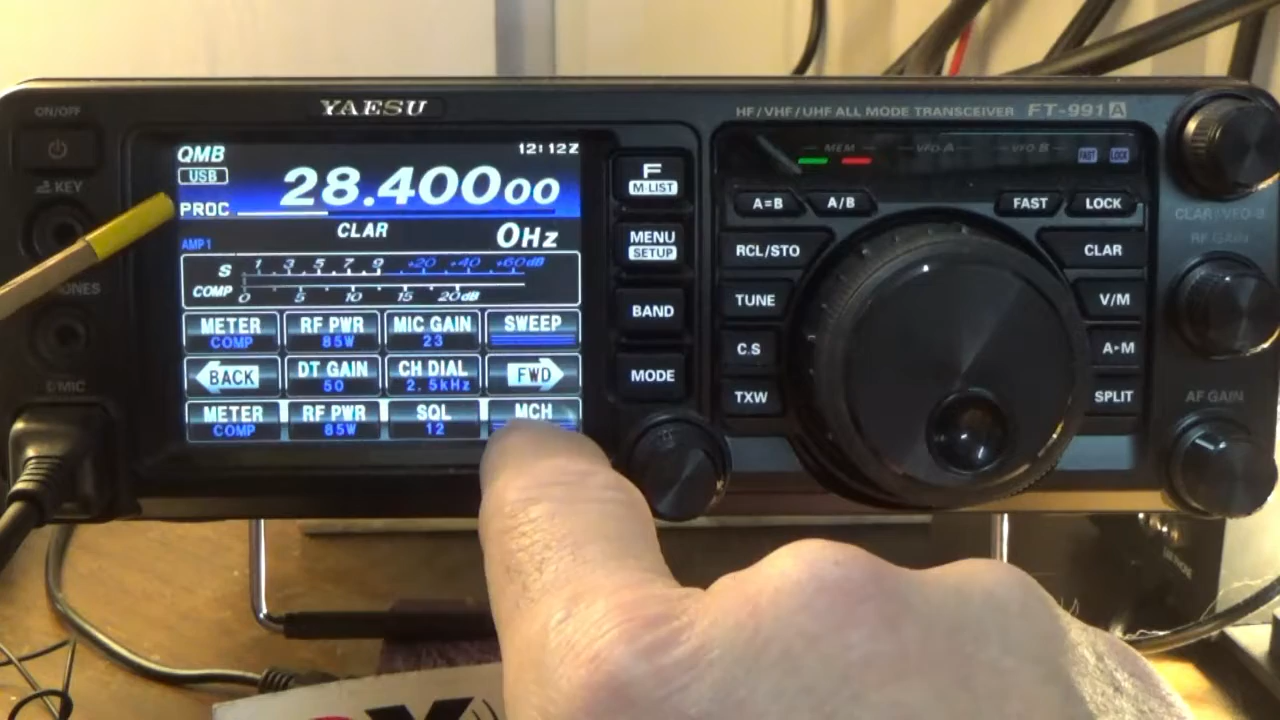 YAESU
HF/VHF/UHF ALL MODE TRANSCEIVER FT-991A
ON/OFF
KEY
MIC
QMB
12:12Z
USB
28.40000
PROC
CLAR
0Hz
AMP1
S 1 3 5 7 9 +20 +40 +60dB
COMP 0 5 10 15 20dB
METER
COMP
RF PWR
85W
MIC GAIN
23
SWEEP
BACK
DT GAIN
50
CH DIAL
2.5kHz
FWD
METER
COMP
RF PWR
85W
SQL
12
MCH
F
M-LIST
MENU
SETUP
BAND
MODE
MEM
VFO-A
VFO-B
FAST
LOCK
A=B
A/B
FAST
LOCK
RCL/STO
CLAR
TUNE
V/M
C.S
A▸M
TXW
SPLIT
CLAR/VFO-B
RF GAIN
AF GAIN